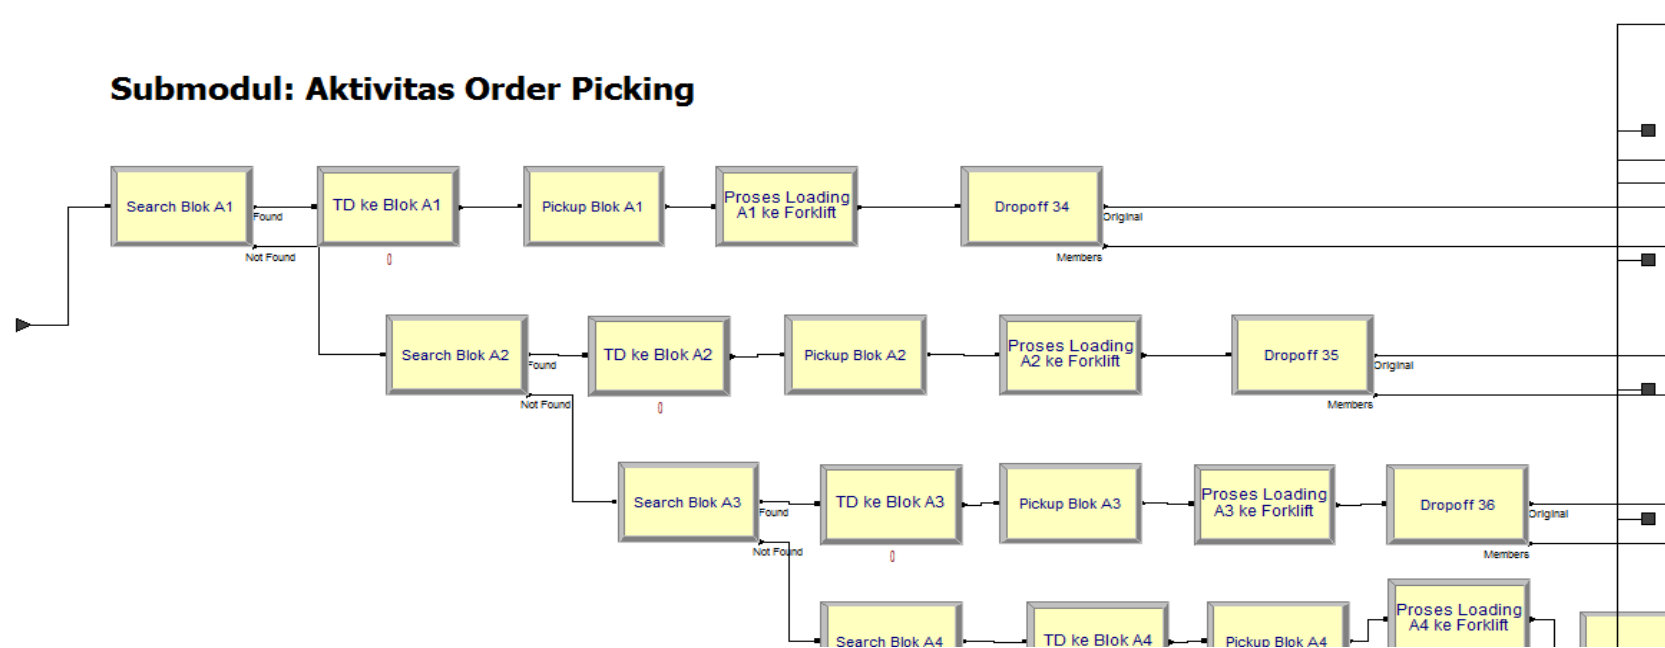 Submodul: Aktivitas Order Picking
Search Blok A1
Found
Not Found
TD ke Blok A1
0
Pickup Blok A1
Proses Loading
A1 ke Forklift
Dropoff 34
Original
Members
Search Blok A2
Found
Not Found
TD ke Blok A2
0
Pickup Blok A2
Proses Loading
A2 ke Forklift
Dropoff 35
Original
Members
Search Blok A3
Found
Not Found
TD ke Blok A3
0
Pickup Blok A3
Proses Loading
A3 ke Forklift
Dropoff 36
Original
Members
Search Blok A4
TD ke Blok A4
Pickup Blok A4
Proses Loading
A4 ke Forklift